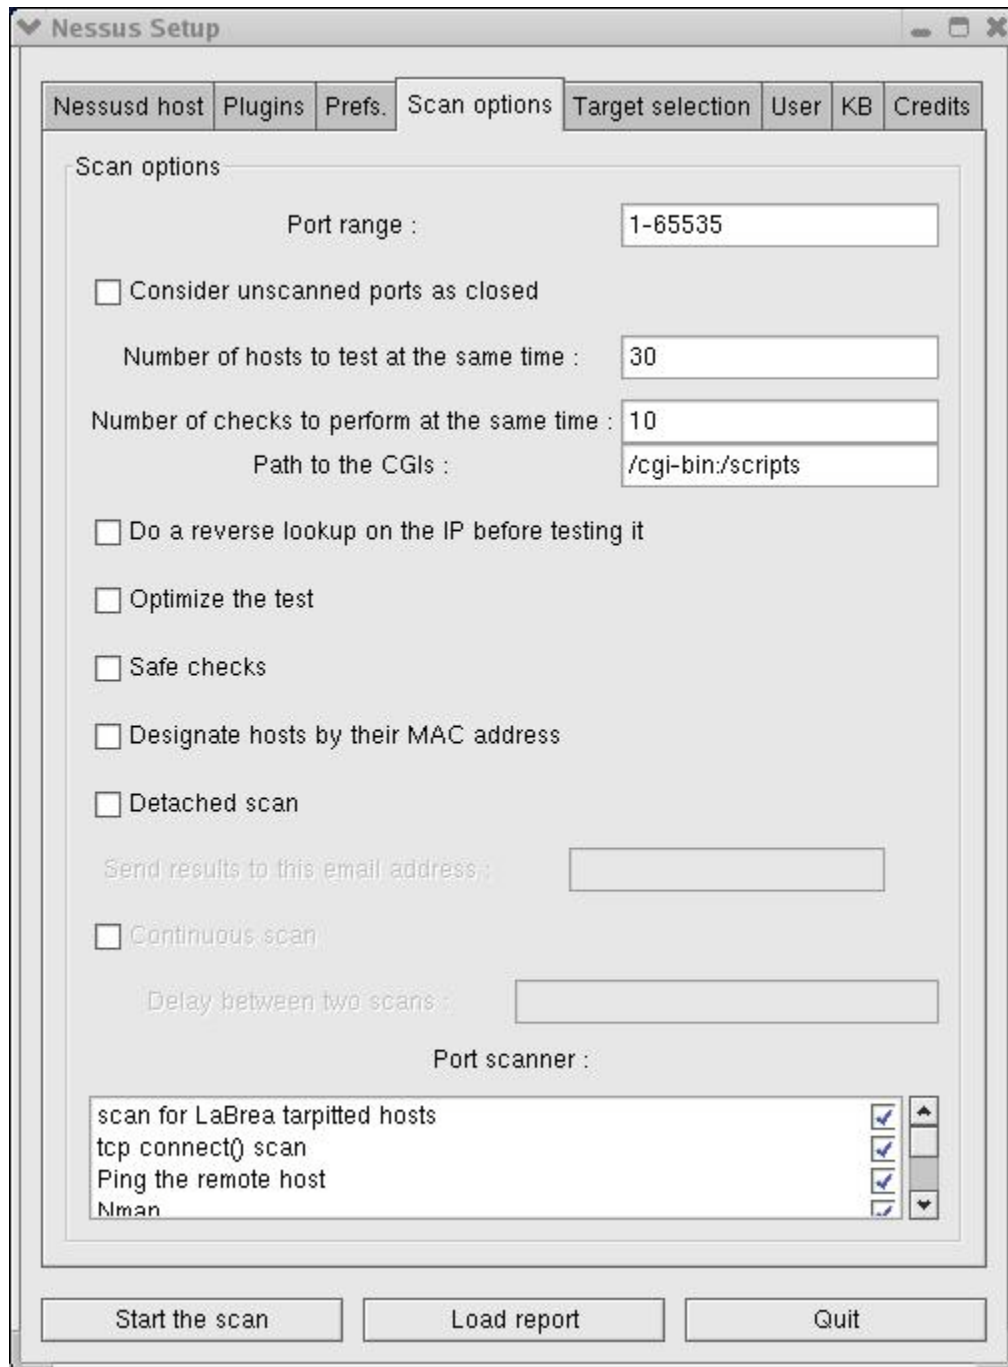 Nessus Setup
Nessusd host Plugins Prefs. Scan options Target selection User KB Credits
Scan options
Port range : 1-65535
Consider unscanned ports as closed
Number of hosts to test at the same time : 30
Number of checks to perform at the same time : 10
Path to the CGIs : /cgi-bin:/scripts
Do a reverse lookup on the IP before testing it
Optimize the test
Safe checks
Designate hosts by their MAC address
Detached scan
Send results to this email address :
Continuous scan
Delay between two scans :
Port scanner :
scan for LaBrea tarpitted hosts
tcp connect() scan
Ping the remote host
Nmap
Start the scan Load report Quit